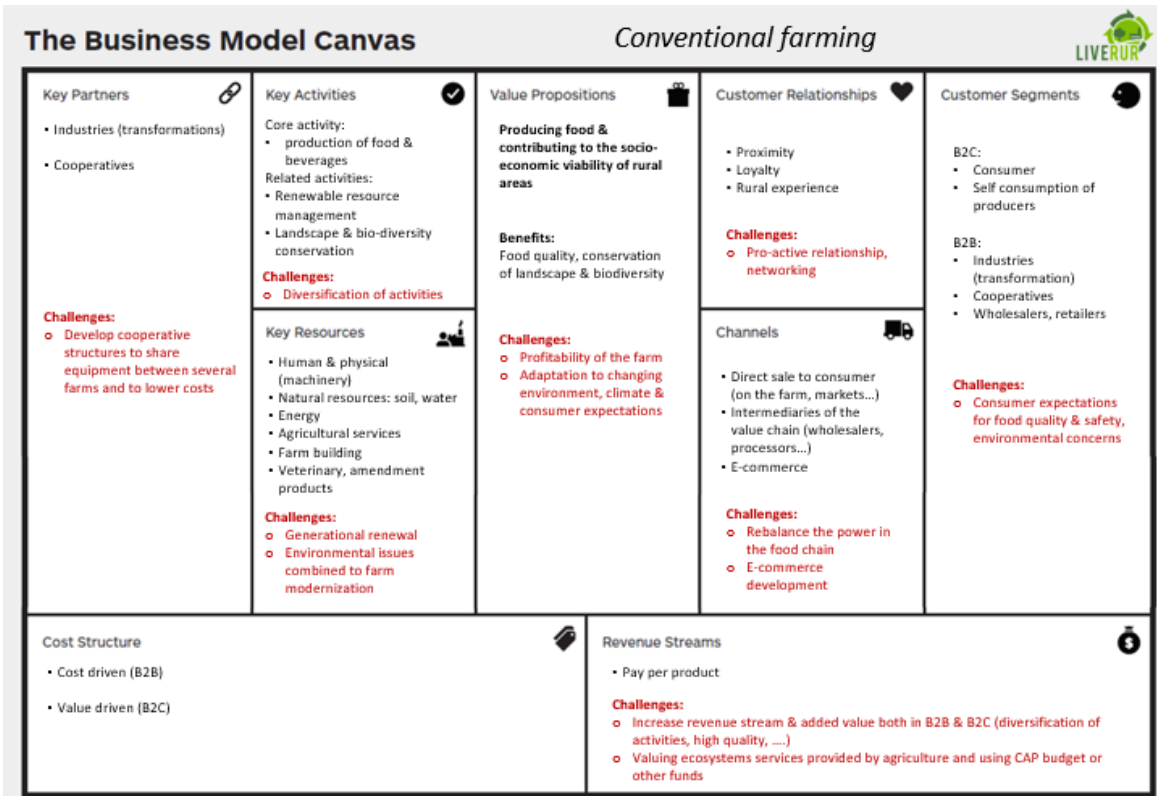 The Business Model Canvas
Conventional farming
LIVERUR
Key Partners
▪ Industries (transformations)
▪ Cooperatives
Challenges:
o Develop cooperative
structures to share
equipment between several
farms and to lower costs
Key Activities
Core activity:
▪ production of food &
beverages
Related activities:
▪ Renewable resource
management
▪ Landscape & bio-diversity
conservation
Challenges:
o Diversification of activities
Key Resources
▪ Human & physical
(machinery)
▪ Natural resources: soil, water
▪ Energy
▪ Agricultural services
▪ Farm building
▪ Veterinary, amendment
products
Challenges:
o Generational renewal
o Environmental issues
combined to farm
modernization
Value Propositions
Producing food &
contributing to the socio-
economic viability of rural
areas
Benefits:
Food quality, conservation
of landscape & biodiversity
Challenges:
o Profitability of the farm
o Adaptation to changing
environment, climate &
consumer expectations
Customer Relationships
▪ Proximity
▪ Loyalty
▪ Rural experience
Challenges:
o Pro-active relationship,
networking
Channels
▪ Direct sale to consumer
(on the farm, markets...)
▪ Intermediaries of the
value chain (wholesalers,
processors...)
▪ E-commerce
Challenges:
o Rebalance the power in
the food chain
o E-commerce
development
Customer Segments
B2C:
▪ Consumer
▪ Self consumption of
producers
B2B:
▪ Industries
(transformation)
▪ Cooperatives
▪ Wholesalers, retailers
Challenges:
o Consumer expectations
for food quality & safety,
environmental concerns
Cost Structure
▪ Cost driven (B2B)
▪ Value driven (B2C)
Revenue Streams
$
▪ Pay per product
Challenges:
o Increase revenue stream & added value both in B2B & B2C (diversification of
activities, high quality, ....)
o Valuing ecosystems services provided by agriculture and using CAP budget or
other funds